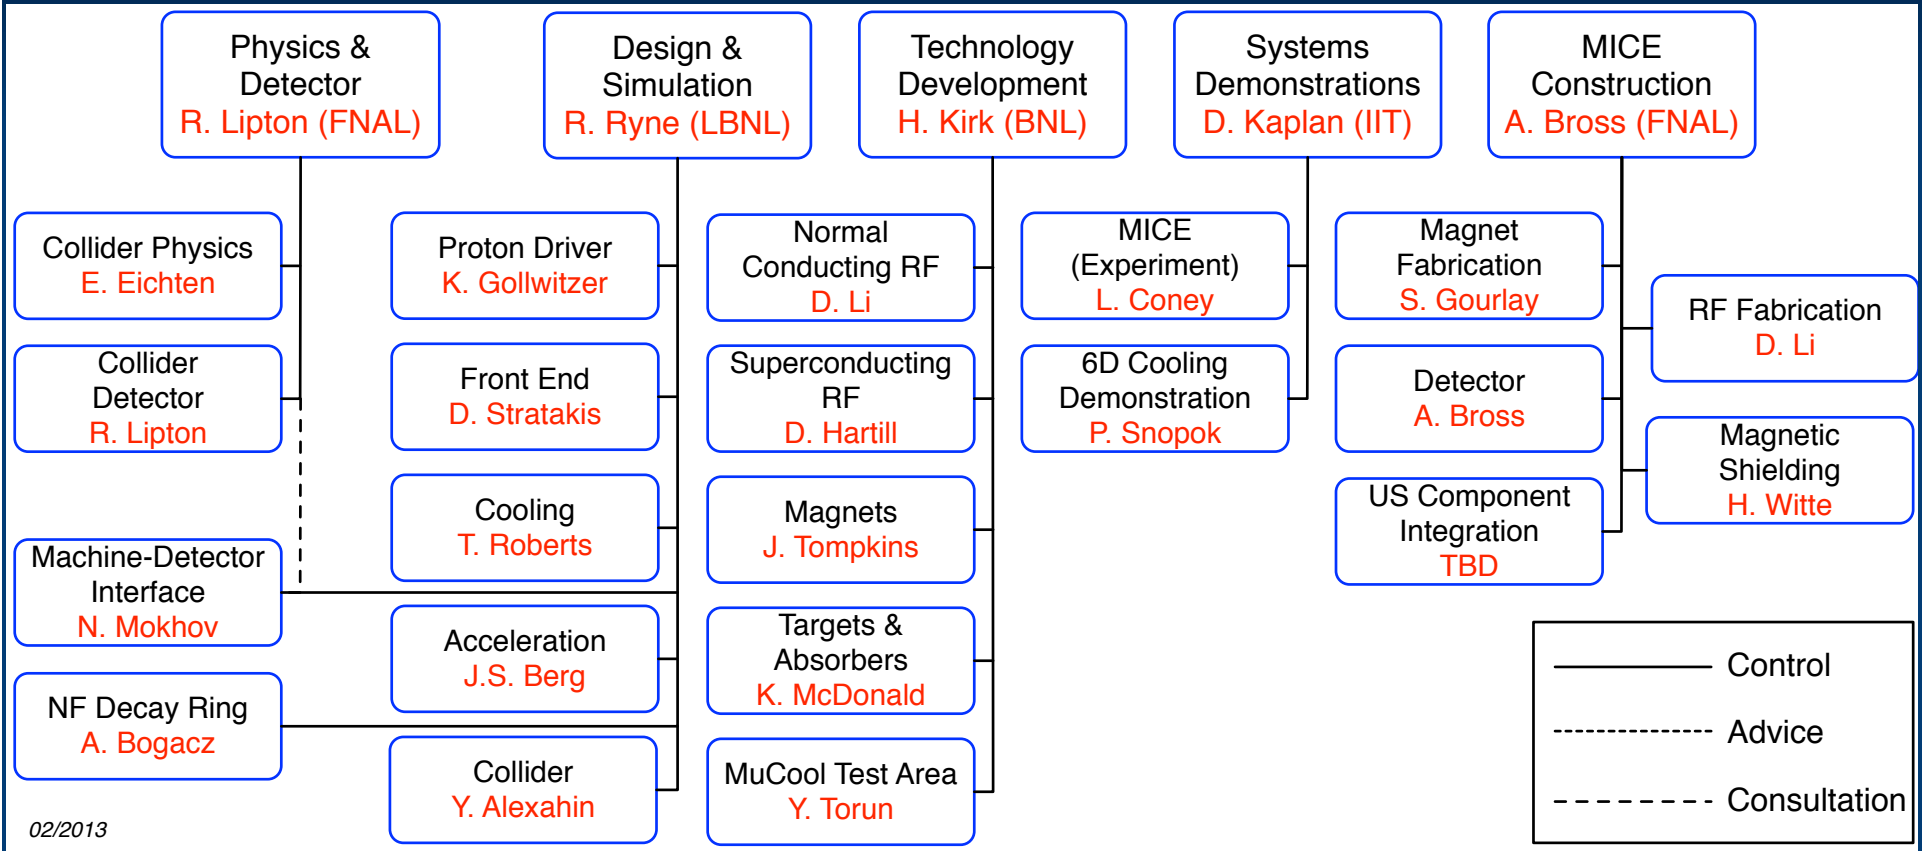 Physics &
Detector
R. Lipton (FNAL)
Design &
Simulation
R. Ryne (LBNL)
Technology
Development
H. Kirk (BNL)
Systems
Demonstrations
D. Kaplan (IIT)
MICE
Construction
A. Bross (FNAL)
Collider Physics
E. Eichten
Collider
Detector
R. Lipton
Machine-Detector
Interface
N. Mokhov
NF Decay Ring
A. Bogacz
Proton Driver
K. Gollwitzer
Front End
D. Stratakis
Cooling
T. Roberts
Acceleration
J.S. Berg
Collider
Y. Alexahin
Normal
Conducting RF
D. Li
Superconducting
RF
D. Hartill
Magnets
J. Tompkins
Targets &
Absorbers
K. McDonald
MuCool Test Area
Y. Torun
MICE
(Experiment)
L. Coney
6D Cooling
Demonstration
P. Snopok
Magnet
Fabrication
S. Gourlay
Detector
A. Bross
US Component
Integration
TBD
RF Fabrication
D. Li
Magnetic
Shielding
H. Witte
Control
Advice
Consultation
02/2013